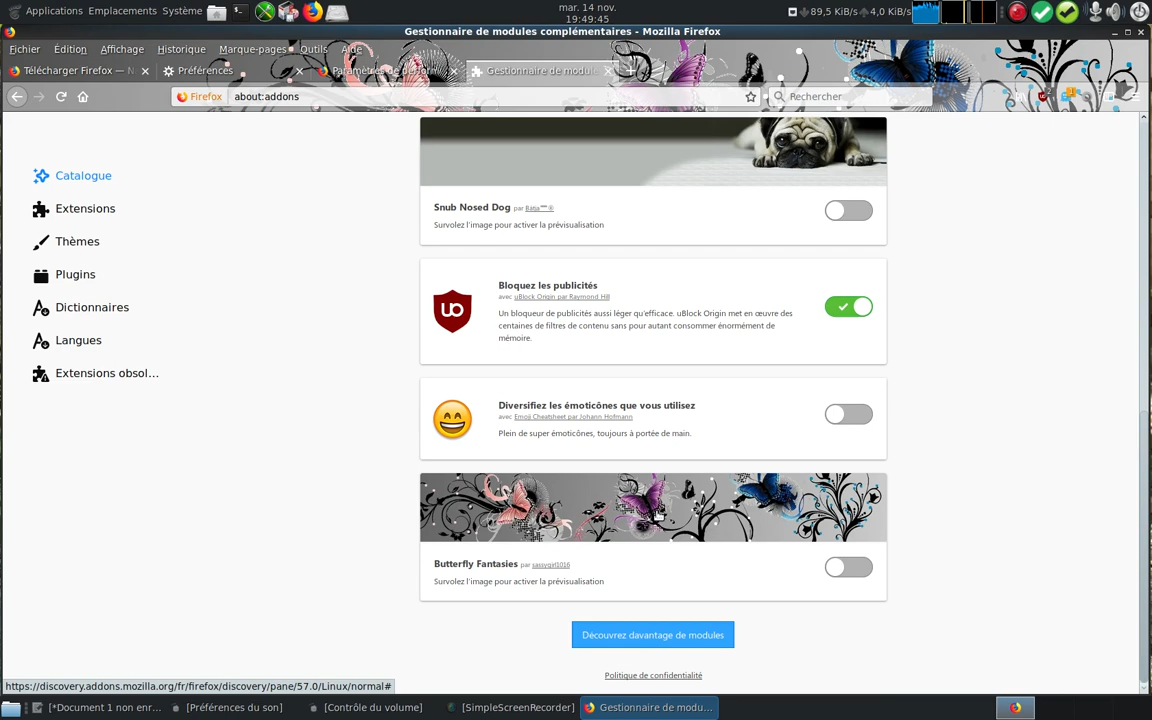 Applications Emplacements Système
mar. 14 nov.
19:49:45
89,5 KiB/s 4,0 KiB/s
Gestionnaire de modules complémentaires - Mozilla Firefox
Fichier Édition Affichage Historique Marque-pages Outils Aide
Télécharger Firefox — N Préférences Paramètres de perform Gestionnaire de module
Firefox about:addons Rechercher
Catalogue
Extensions
Thèmes
Plugins
Dictionnaires
Langues
Extensions obsol...
Snub Nosed Dog par
Survolez l'image pour activer la prévisualisation
Bloquez les publicités
avec uBlock Origin par Raymond Hill
Un bloqueur de publicités aussi léger qu'efficace. uBlock Origin met en œuvre des
centaines de filtres de contenu sans pour autant consommer énormément de
mémoire.
Diversifiez les émoticônes que vous utilisez
avec Emoji Cheatsheet par Johann Hofmann
Plein de super émoticônes, toujours à portée de main.
Butterfly Fantasies par sassygirl1016
Survolez l'image pour activer la prévisualisation
Découvrez davantage de modules
Politique de confidentialité
https://discovery.addons.mozilla.org/fr/firefox/discovery/pane/57.0/Linux/normal#
[*Document 1 non enr... [Préférences du son] [Contrôle du volume] [SimpleScreenRecorder] Gestionnaire de modu...